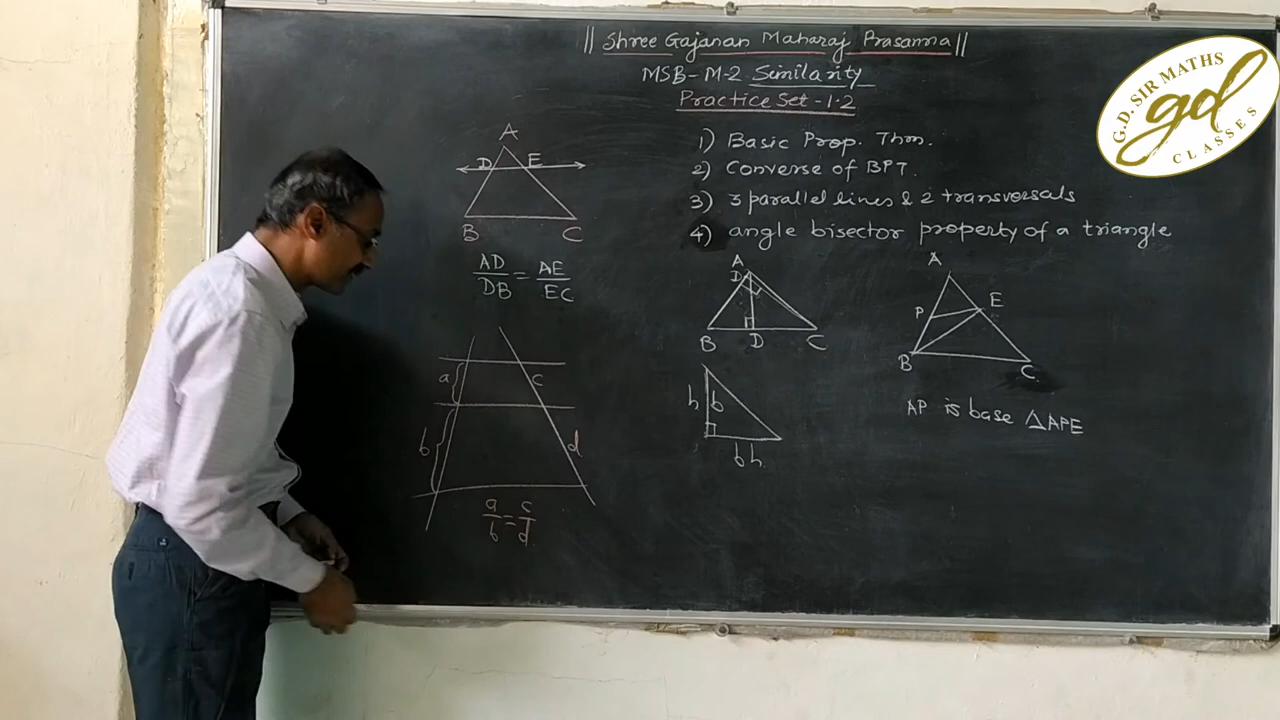 || Shree Gajanan Maharaj Prasanna ||
MSB-M-2 Similarity
Practice Set-1.2
1) Basic Prop. Thm.
2) Converse of BPT.
3) 3 parallel lines & 2 transversals
4) angle bisector property of a triangle
A
D E
B C
AD/DB = AE/EC
a c
b d
a/b = c/d
A
D
B D C
h b
b h
A
P E
B C
AP is base △APE
G.D. SIR MATHS
gd
CLASSES